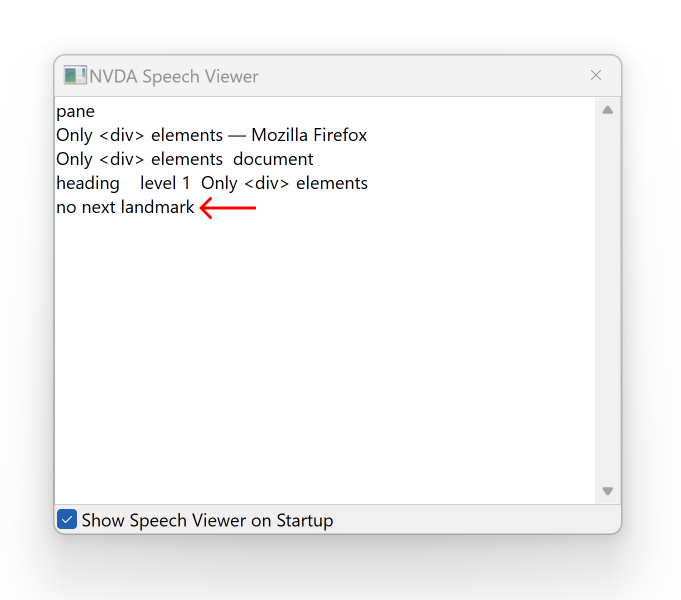 NVDA Speech Viewer
pane
Only <div> elements — Mozilla Firefox
Only <div> elements  document
heading    level 1  Only <div> elements
no next landmark
Show Speech Viewer on Startup